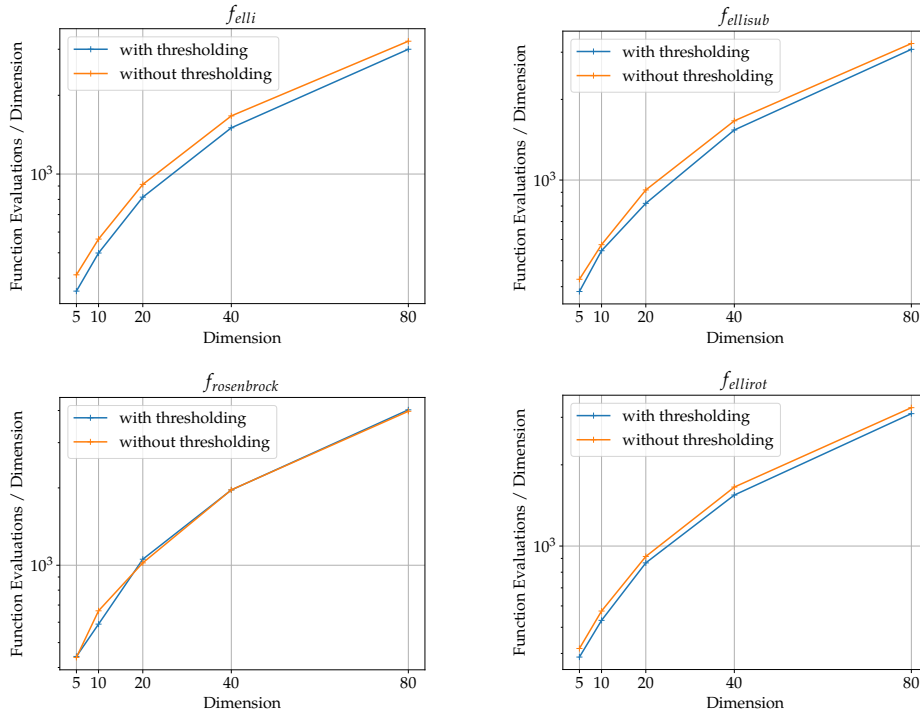 f_elli
with thresholding
without thresholding
Function Evaluations / Dimension
10^3
5 10 20 40 80
Dimension
f_ellisub
with thresholding
without thresholding
Function Evaluations / Dimension
10^3
5 10 20 40 80
Dimension
f_rosenbrock
with thresholding
without thresholding
Function Evaluations / Dimension
10^3
5 10 20 40 80
Dimension
f_ellirot
with thresholding
without thresholding
Function Evaluations / Dimension
10^3
5 10 20 40 80
Dimension